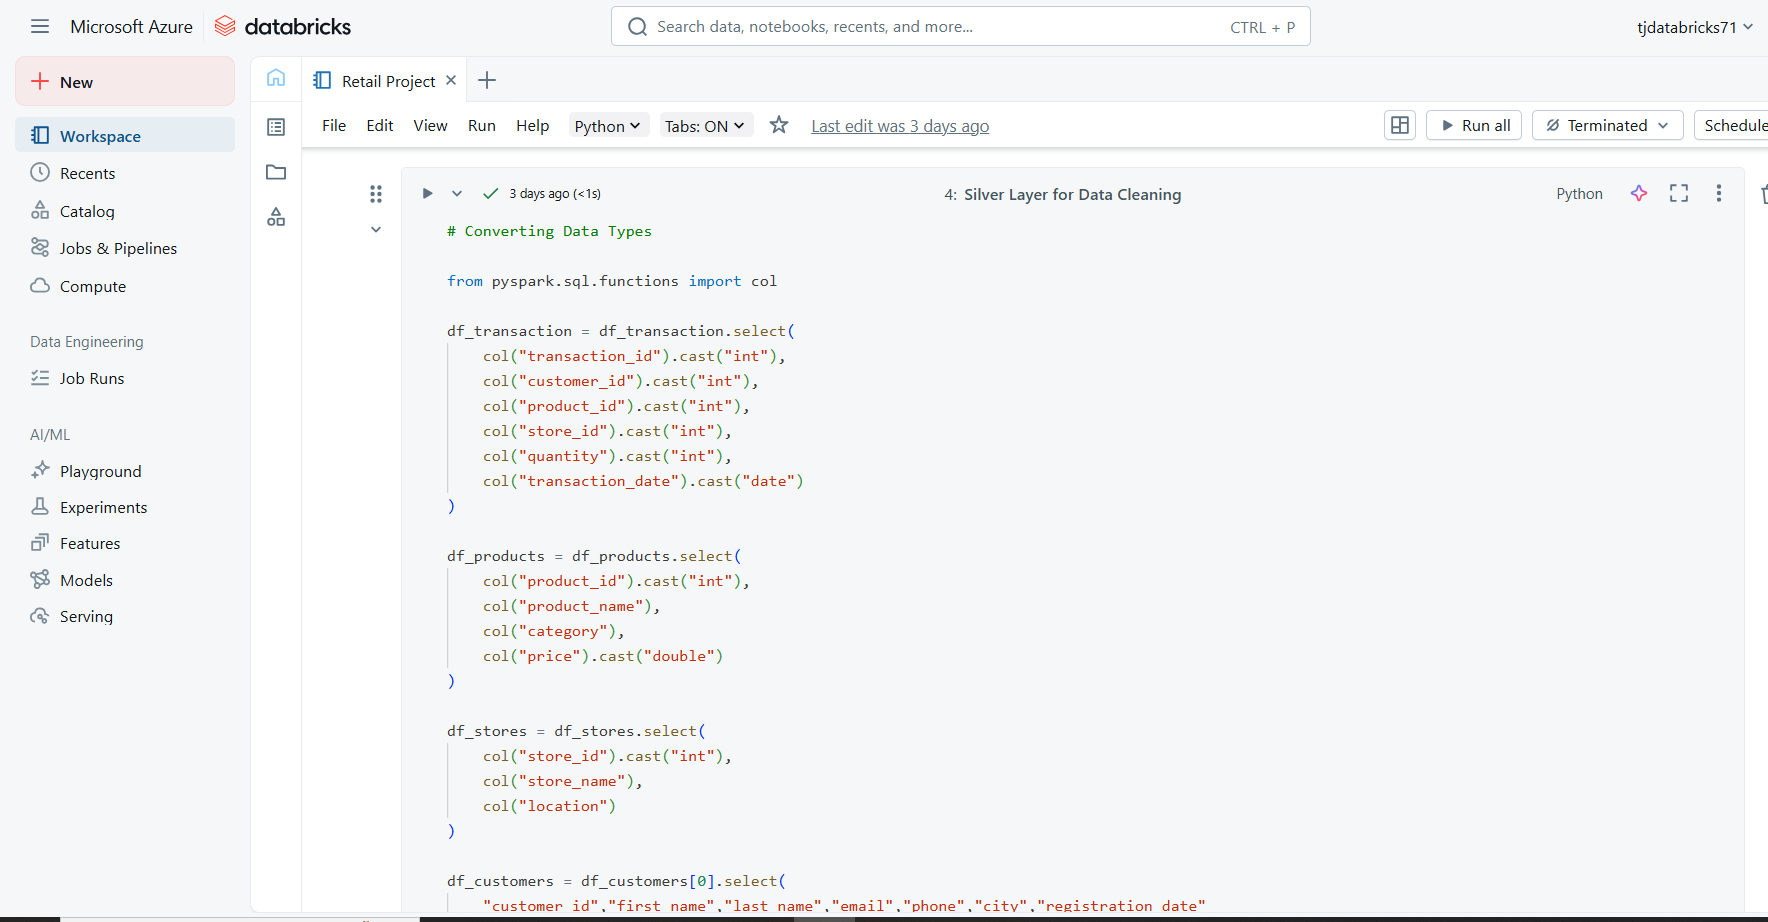 Microsoft Azure databricks
Search data, notebooks, recents, and more... CTRL + P
tjdatabricks71
New
Workspace
Recents
Catalog
Jobs & Pipelines
Compute
Data Engineering
Job Runs
AI/ML
Playground
Experiments
Features
Models
Serving
Retail Project
File Edit View Run Help Python Tabs: ON Last edit was 3 days ago Run all Terminated Schedule
3 days ago (<1s) 4: Silver Layer for Data Cleaning Python
# Converting Data Types
from pyspark.sql.functions import col
df_transaction = df_transaction.select(
col("transaction_id").cast("int"),
col("customer_id").cast("int"),
col("product_id").cast("int"),
col("store_id").cast("int"),
col("quantity").cast("int"),
col("transaction_date").cast("date")
)
df_products = df_products.select(
col("product_id").cast("int"),
col("product_name"),
col("category"),
col("price").cast("double")
)
df_stores = df_stores.select(
col("store_id").cast("int"),
col("store_name"),
col("location")
)
df_customers = df_customers[0].select(
"customer_id","first_name","last_name","email","phone","city","registration_date"